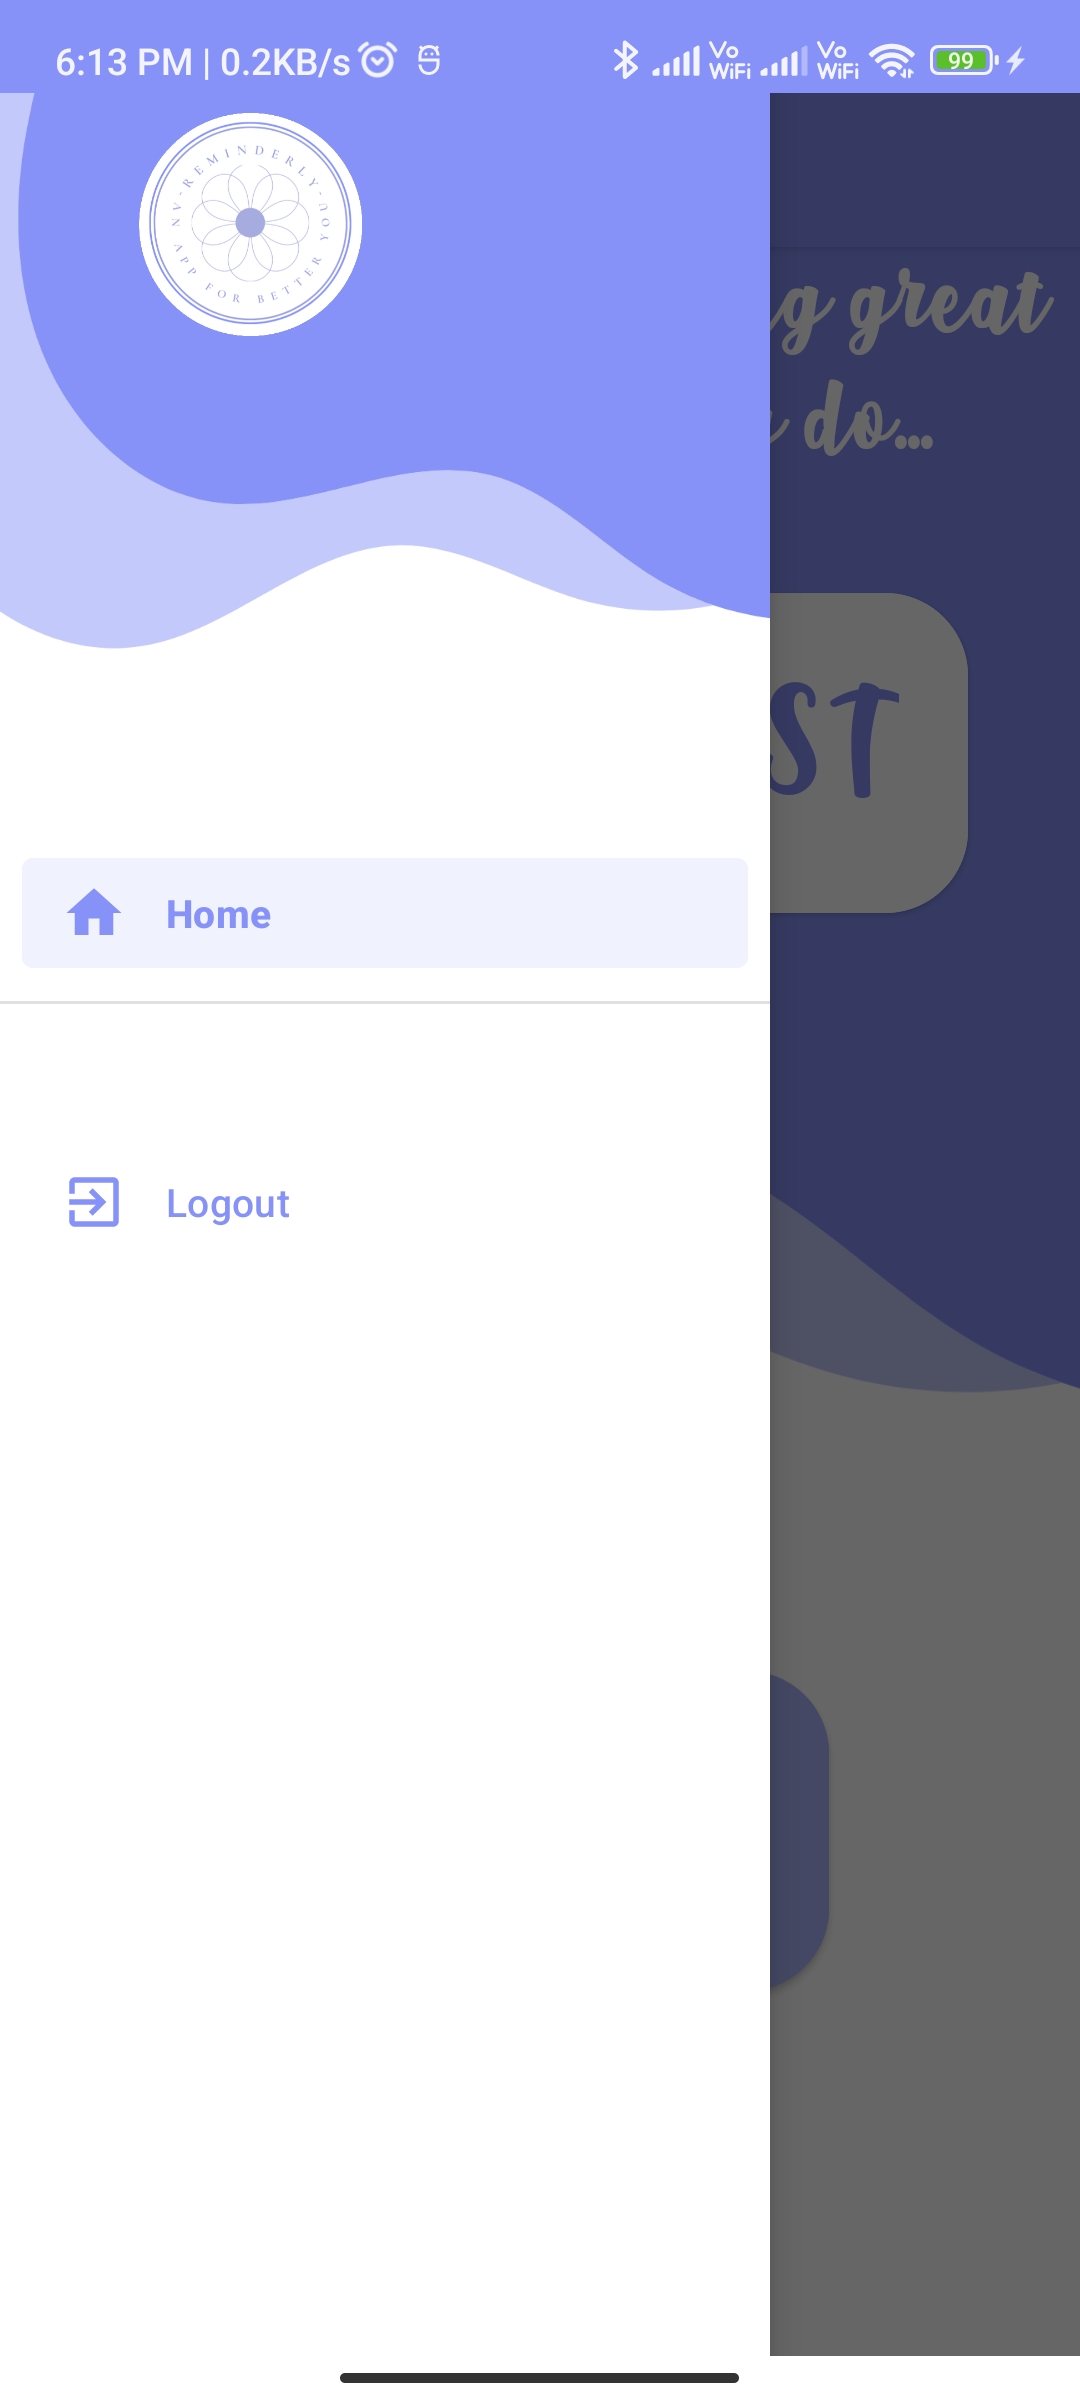 6:13 PM | 0.2KB/s
Vo WiFi
Vo WiFi
99
-REMINDERLY-
AN APP FOR BETTER YOU
great
do...
ST
Home
Logout